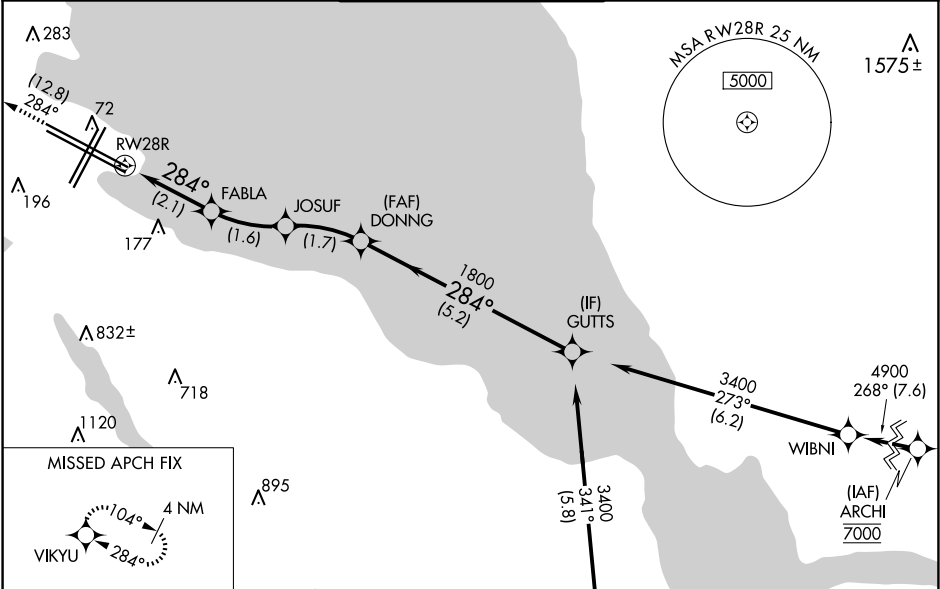 283
MSA RW28R 25 NM
5000
1575±
(12.8)
284°
72
RW28R
196
177
284°
(2.1)
FABLA
(1.6)
JOSUF
(1.7)
(FAF)
DONNG
1800
284°
(5.2)
(IF)
GUTTS
3400
273°
(6.2)
4900
268° (7.6)
WIBNI
(IAF)
ARCHI
7000
3400
341°
(5.8)
832±
718
1120
895
MISSED APCH FIX
104°
4 NM
284°
VIKYU